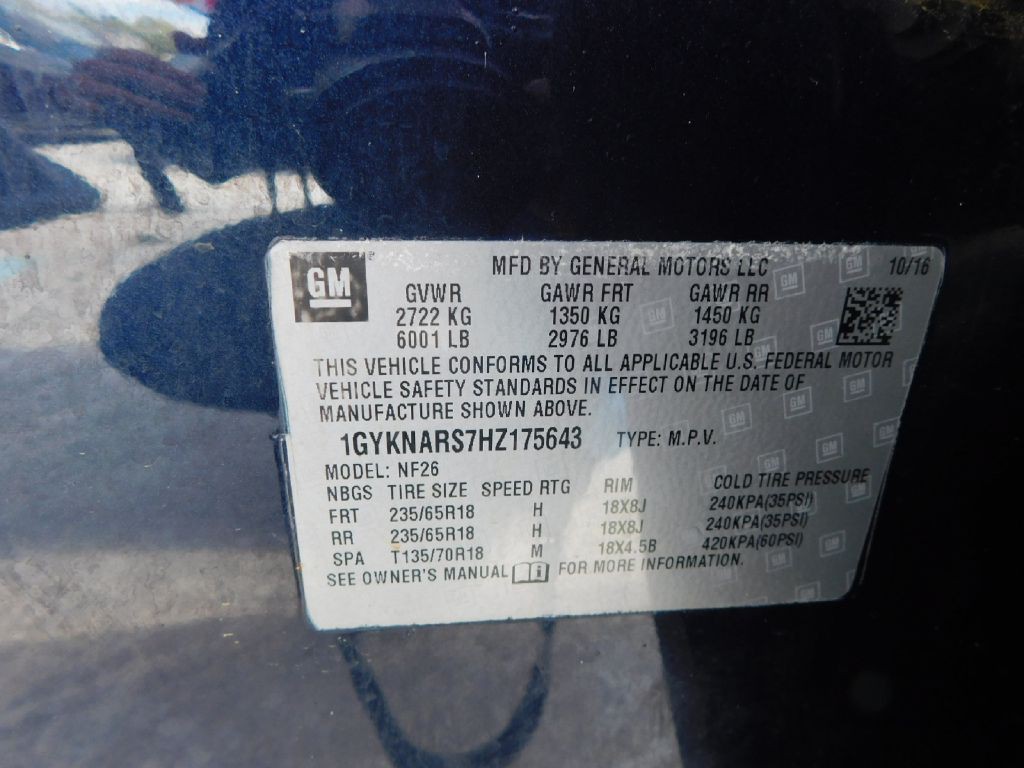 GM MFD BY GENERAL MOTORS LLC 10/16
GVWR GAWR FRT GAWR RR
2722 KG 1350 KG 1450 KG
6001 LB 2976 LB 3196 LB
THIS VEHICLE CONFORMS TO ALL APPLICABLE U.S. FEDERAL MOTOR
VEHICLE SAFETY STANDARDS IN EFFECT ON THE DATE OF
MANUFACTURE SHOWN ABOVE.
1GYKNARS7HZ175643 TYPE: M.P.V.
MODEL: NF26
NBGS TIRE SIZE SPEED RTG RIM COLD TIRE PRESSURE
FRT 235/65R18 H 18X8J 240KPA(35PSI)
RR 235/65R18 H 18X8J 240KPA(35PSI)
SPA T135/70R18 M 18X4.5B 420KPA(60PSI)
SEE OWNER'S MANUAL FOR MORE INFORMATION.